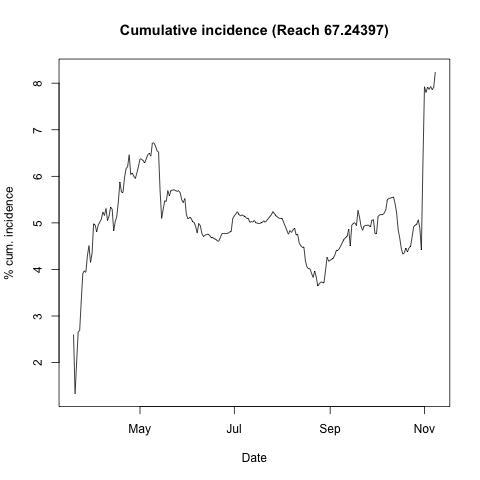 Cumulative incidence (Reach 67.24397)
8
7
6
5
4
3
2
% cum. incidence
May Jul Sep Nov
Date